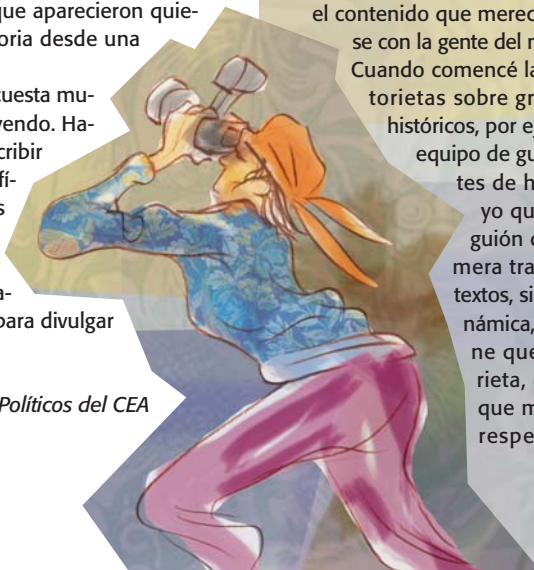 que aparecieron quie-
oria desde una
cuesta mu-
yendo. Ha-
cribir
fí-
s
a-
para divulgar
Políticos del CEA
el contenido que merec
se con la gente del r
Cuando comencé la
torietas sobre gr
históricos, por ej
equipo de gu
tes de h
yo qu
guión c
mera tra
textos, si
námica,
ne que
rieta, 
que m
respe